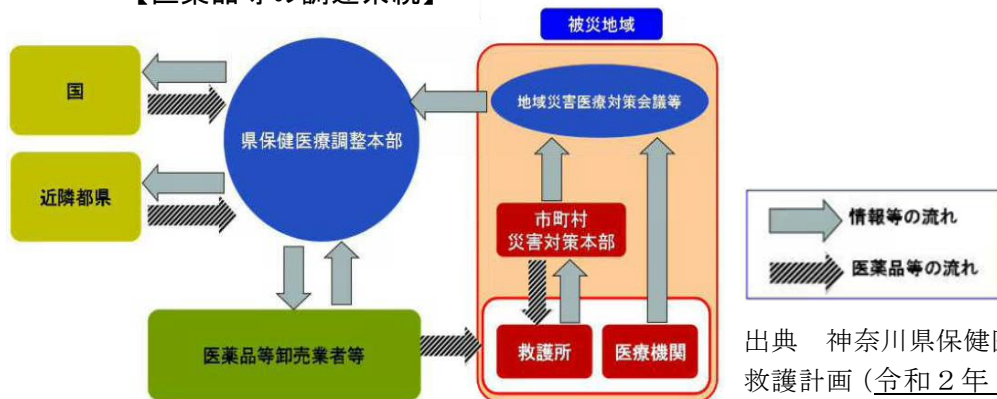 【医薬品等の調達系統】
被災地域
国
地域災害医療対策会議等
県保健医療調整本部
近隣都県
市町村
災害対策本部
情報等の流れ
医薬品等の流れ
医薬品等卸売業者等
救護所
医療機関
出典　神奈川県保健医
救護計画（令和２年